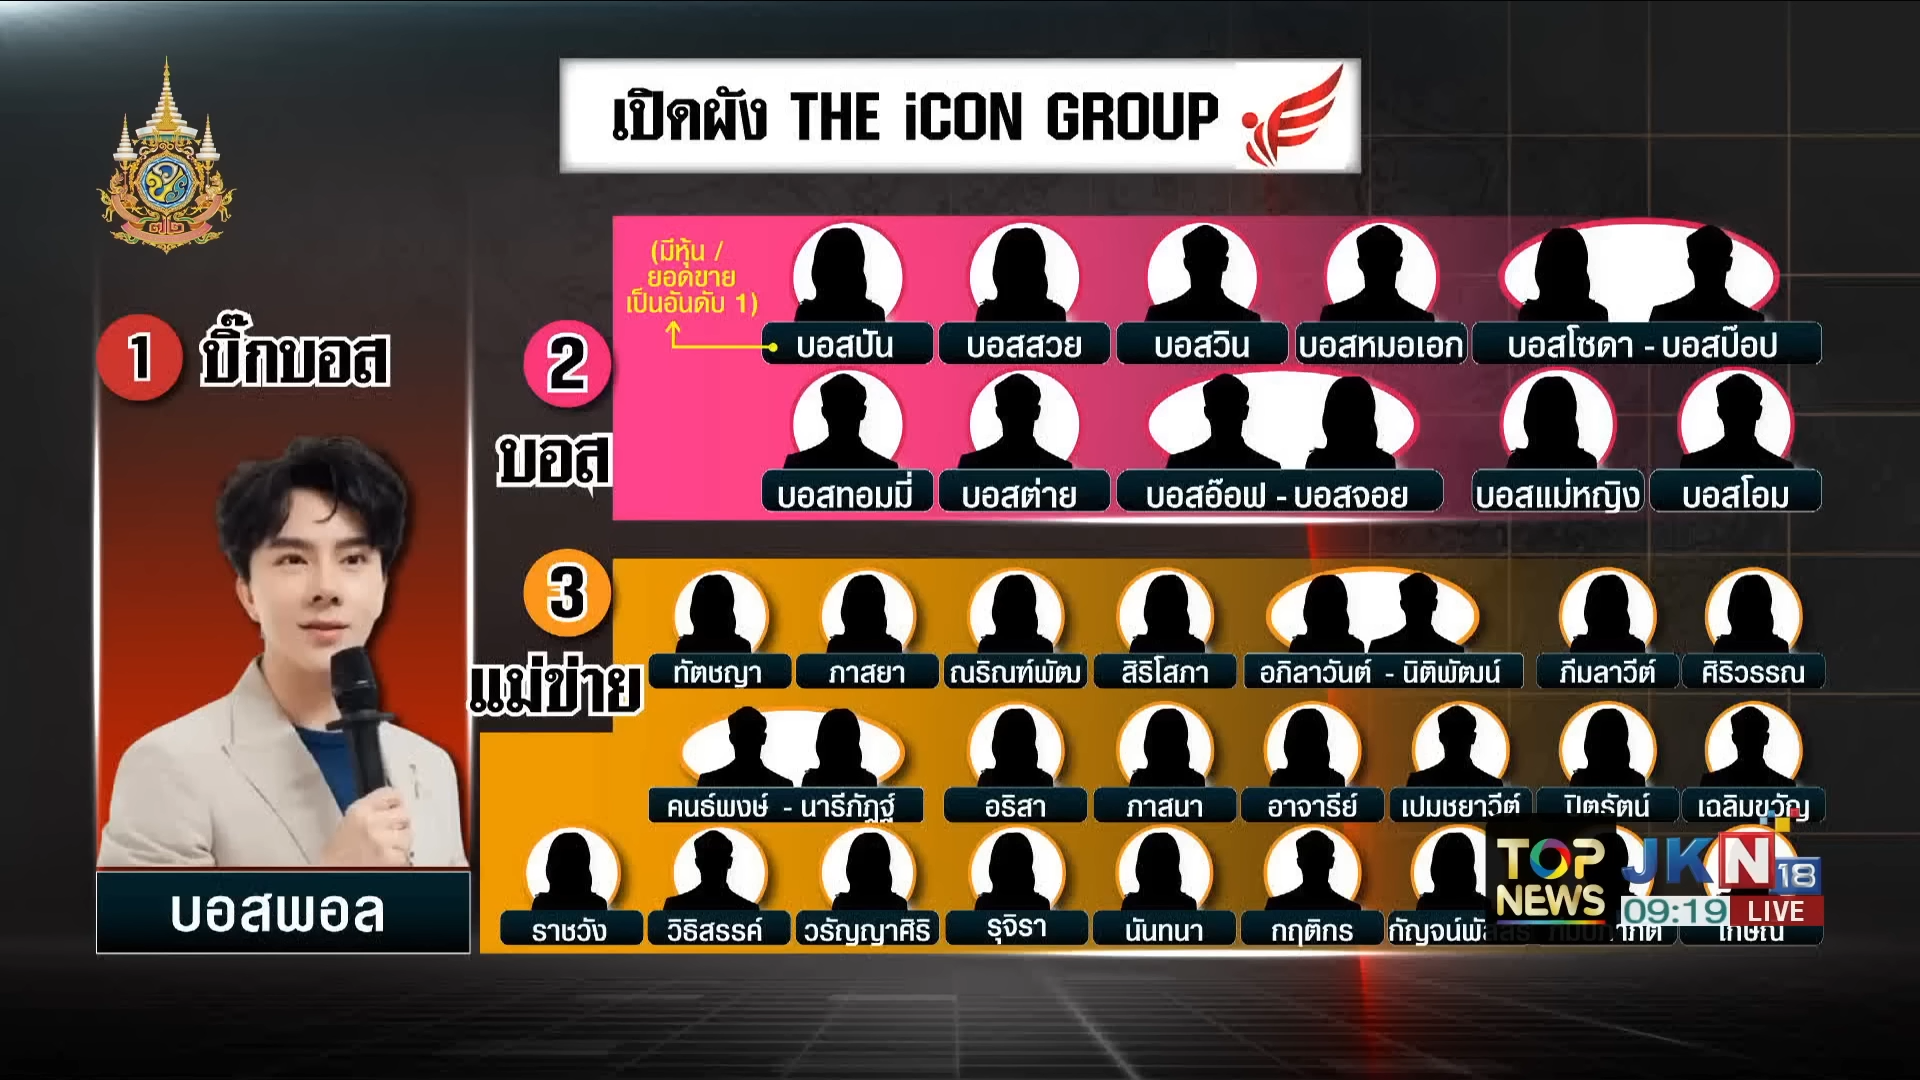 เปิดผัง THE iCON GROUP
๗๒
1 บิ๊กบอส
บอสพอล
2 บอส
(มีหุ้น /
ยอดขาย
เป็นอันดับ 1)
บอสปัน บอสสวย บอสวิน บอสหมอเอก บอสโซดา - บอสป๊อป
บอสทอมมี่ บอสต่าย บอสอ๊อฟ - บอสจอย บอสแม่หญิง บอสโอม
3 แม่ข่าย
ทัตชญา ภาสยา ณริณฑ์พัฒ สิริโสภา อภิลาวันต์ - นิติพัฒน์ ภีมลาวีต์ ศิริวรรณ
คนธ์พงษ์ - นารีภัฏฐ์ อริสา ภาสนา อาจารีย์ เปมชยาวีต์ ปิตุรัตน์ เฉลิมขวัญ
ราชวัง วิธิสรรค์ วรัญญาศิริ รุจิรา นันทนา กฤติกร
TOP
NEWS
JKN
18
09:19 LIVE